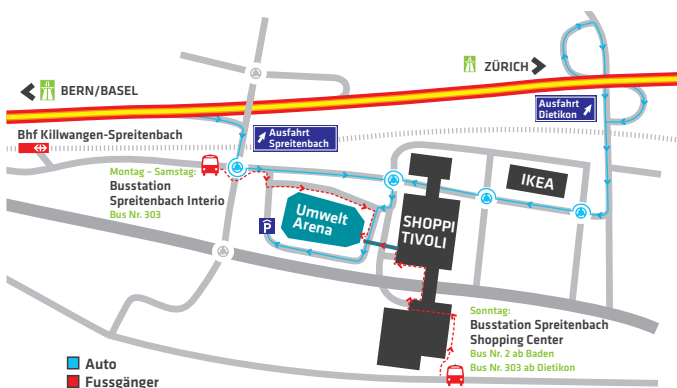 ZÜRICH
BERN/BASEL
Ausfahrt
Dietikon
Ausfahrt
Spreitenbach
Bhf Killwangen-Spreitenbach
Montag – Samstag:
Busstation
Spreitenbach Interio
Bus Nr. 303
IKEA
Umwelt
Arena
SHOPPI
TIVOLI
P
Sonntag:
Busstation Spreitenbach
Shopping Center
Bus Nr. 2 ab Baden
Bus Nr. 303 ab Dietikon
Auto
Fussgänger